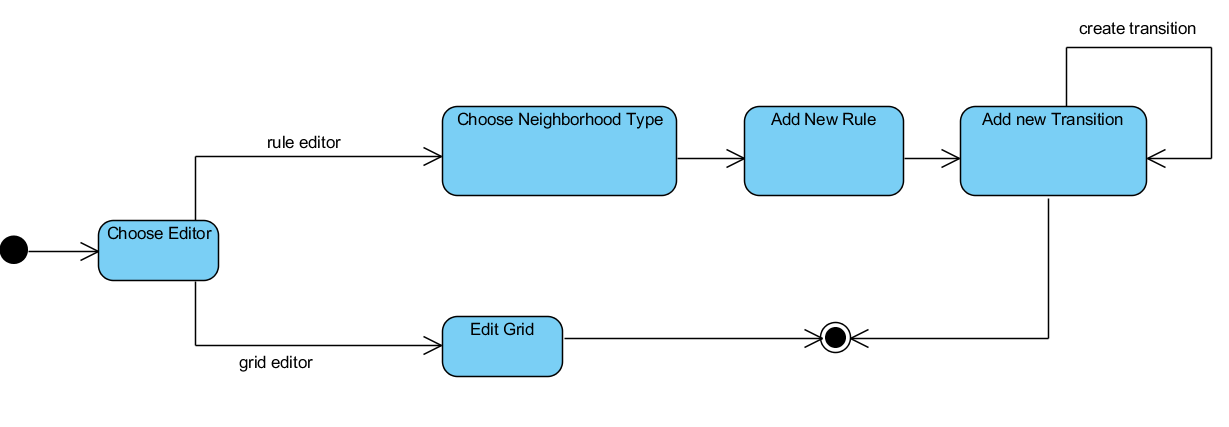 create transition
Choose Neighborhood Type
Add New Rule
Add new Transition
rule editor
Choose Editor
Edit Grid
grid editor